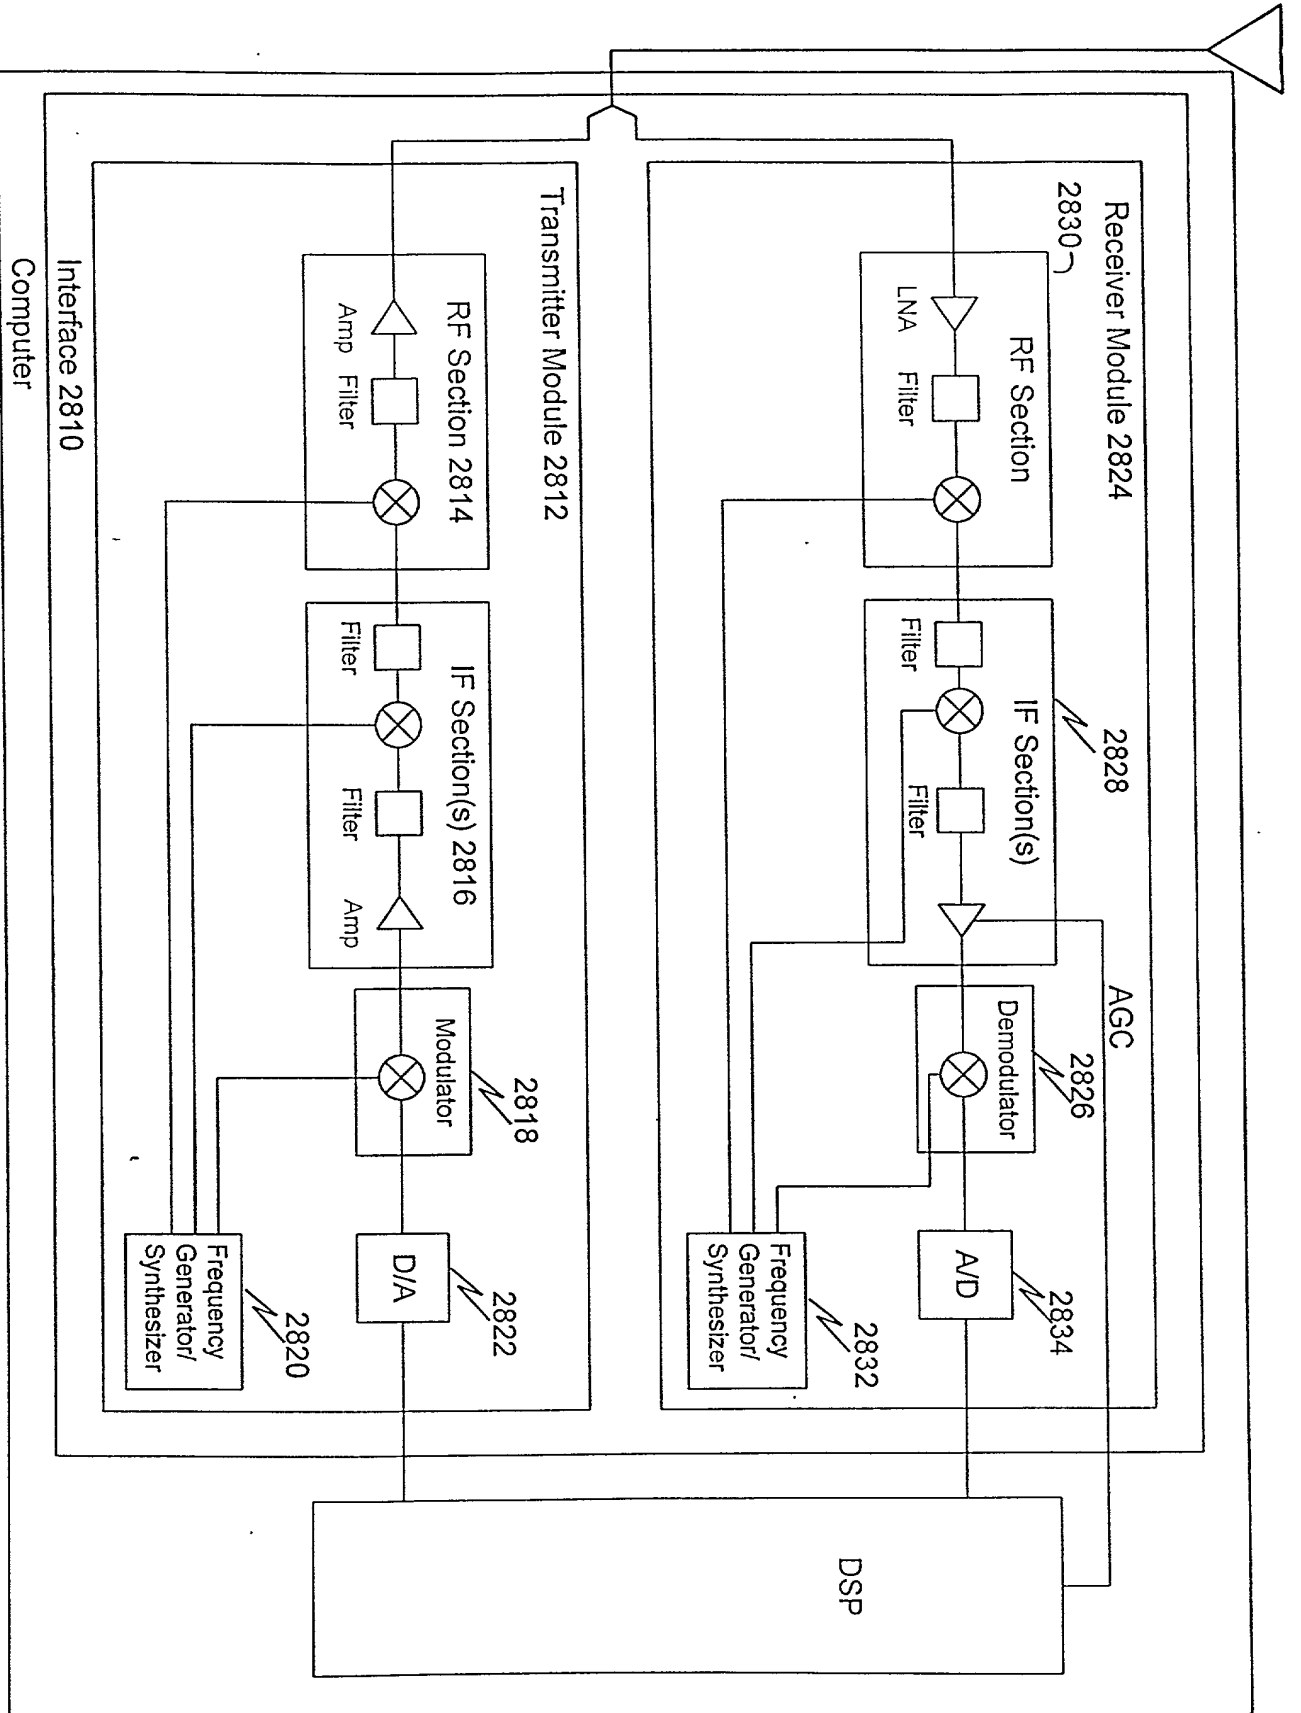 Receiver Module 2824
2830
RF Section
LNA
Filter
2828
IF Section(s)
Filter
Filter
AGC
2826
Demodulator
2834
A/D
2832
Frequency
Generator/
Synthesizer
DSP
Transmitter Module 2812
RF Section 2814
Amp
Filter
IF Section(s) 2816
Filter
Filter
Amp
2818
Modulator
2822
D/A
2820
Frequency
Generator/
Synthesizer
Interface 2810
Computer